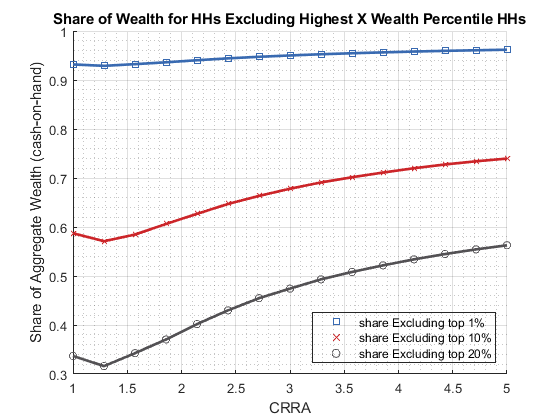 Share of Wealth for HHs Excluding Highest X Wealth Percentile HHs
Share of Aggregate Wealth (cash-on-hand)
1
0.9
0.8
0.7
0.6
0.5
0.4
0.3
share Excluding top 1%
share Excluding top 10%
share Excluding top 20%
1 1.5 2 2.5 3 3.5 4 4.5 5
CRRA